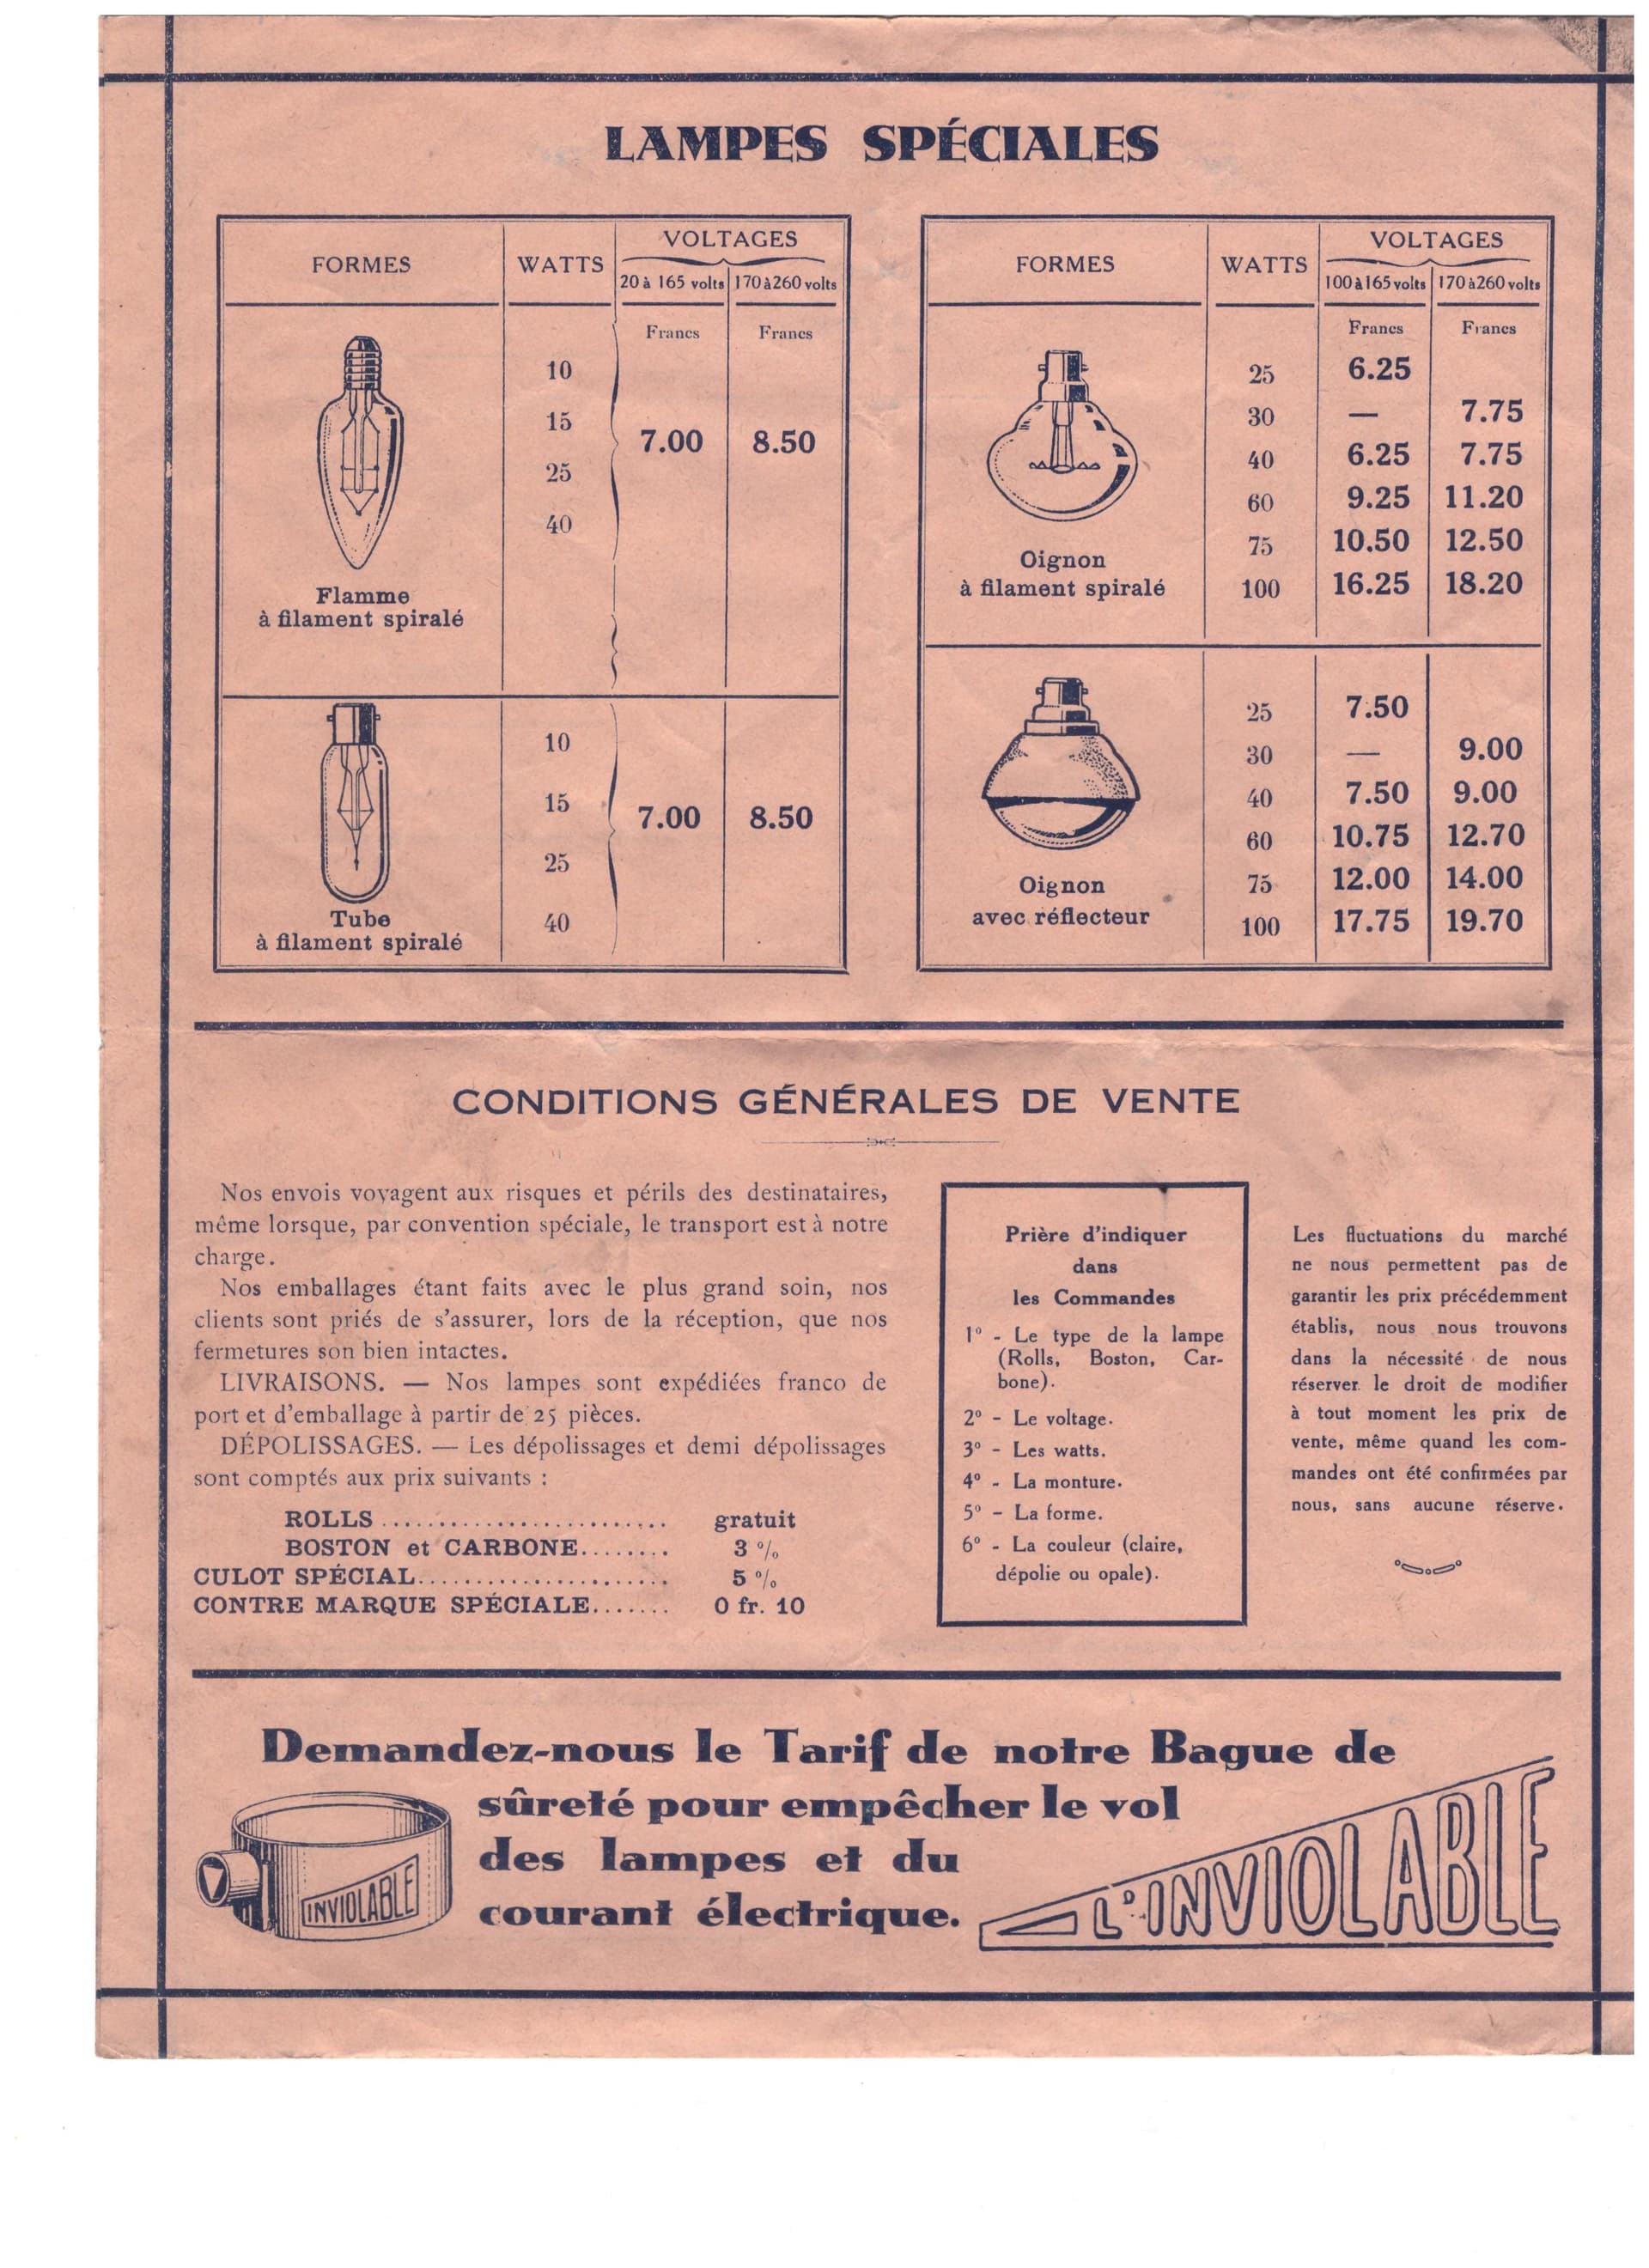 LAMPES SPÉCIALES
FORMES WATTS VOLTAGES
20 à 165 volts 170 à 260 volts
Francs Francs
10
15
7.00 8.50
25
40
Flamme
à filament spiralé
10
15
7.00 8.50
25
40
Tube
à filament spiralé
FORMES WATTS VOLTAGES
100 à 165 volts 170 à 260 volts
Francs Francs
25 6.25
30 — 7.75
40 6.25 7.75
60 9.25 11.20
75 10.50 12.50
100 16.25 18.20
Oignon
à filament spiralé
25 7.50
30 — 9.00
40 7.50 9.00
60 10.75 12.70
75 12.00 14.00
100 17.75 19.70
Oignon
avec réflecteur
CONDITIONS GÉNÉRALES DE VENTE
Nos envois voyagent aux risques et périls des destinataires,
même lorsque, par convention spéciale, le transport est à notre
charge.
Nos emballages étant faits avec le plus grand soin, nos
clients sont priés de s'assurer, lors de la réception, que nos
fermetures son bien intactes.
LIVRAISONS. — Nos lampes sont expédiées franco de
port et d'emballage à partir de 25 pièces.
DÉPOLISSAGES. — Les dépolissages et demi dépolissages
sont comptés aux prix suivants :
ROLLS ......................... gratuit
BOSTON et CARBONE........ 3 %
CULOT SPÉCIAL....................... 5 %
CONTRE MARQUE SPÉCIALE....... 0 fr. 10
Prière d'indiquer
dans
les Commandes
1º - Le type de la lampe
(Rolls, Boston, Car-
bone).
2º - Le voltage.
3º - Les watts.
4º - La monture.
5º - La forme.
6º - La couleur (claire,
dépolie ou opale).
Les fluctuations du marché
ne nous permettent pas de
garantir les prix précédemment
établis, nous nous trouvons
dans la nécessité de nous
réserver le droit de modifier
à tout moment les prix de
vente, même quand les com-
mandes ont été confirmées par
nous, sans aucune réserve.
Demandez-nous le Tarif de notre Bague de
sûreté pour empêcher le vol
des lampes et du
courant électrique.
INVIOLABLE
L'INVIOLABLE